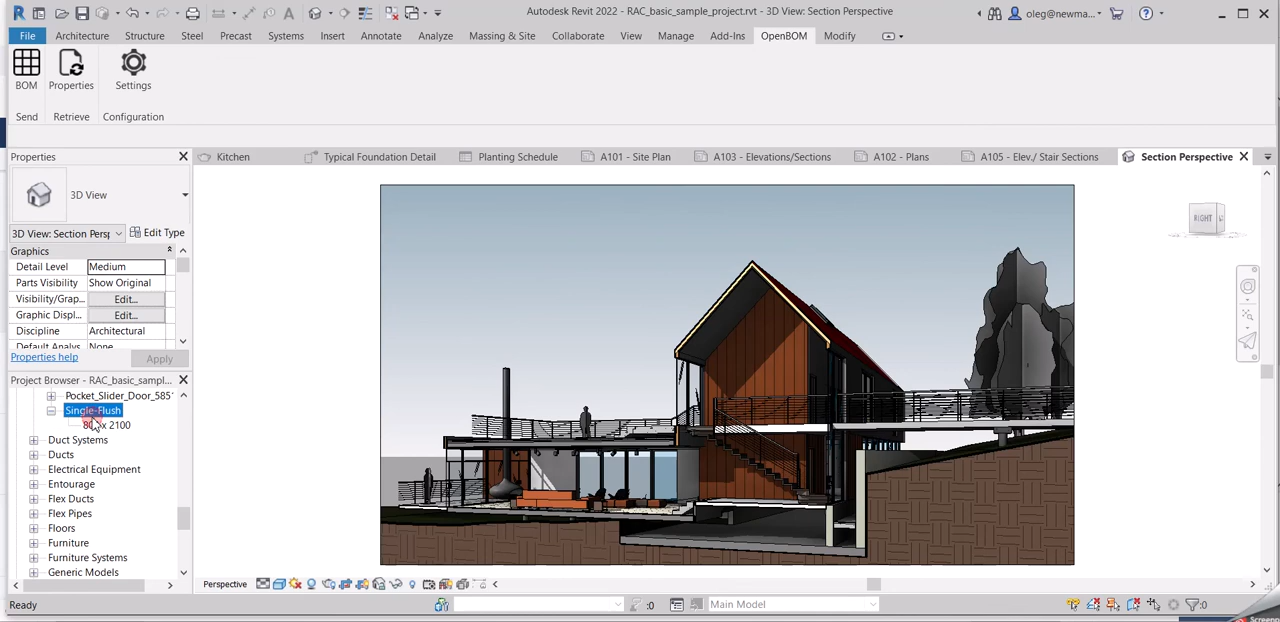 Autodesk Revit 2022 - RAC_basic_sample_project.rvt - 3D View: Section Perspective
oleg@newma...
File Architecture Structure Steel Precast Systems Insert Annotate Analyze Massing & Site Collaborate View Manage Add-Ins OpenBOM Modify
BOM Properties Settings
Send Retrieve Configuration
Properties
Kitchen Typical Foundation Detail Planting Schedule A101 - Site Plan A103 - Elevations/Sections A102 - Plans A105 - Elev./ Stair Sections Section Perspective
3D View
3D View: Section Persp Edit Type
Graphics
Detail Level Medium
Parts Visibility Show Original
Visibility/Grap... Edit...
Graphic Displ... Edit...
Discipline Architectural
Default Analys None
Properties help Apply
Project Browser - RAC_basic_sampl...
Pocket_Slider_Door_585
Single-Flush
x 2100
Duct Systems
Ducts
Electrical Equipment
Entourage
Flex Ducts
Flex Pipes
Floors
Furniture
Furniture Systems
Generic Models
RIGHT
Perspective
Ready :0 Main Model :0